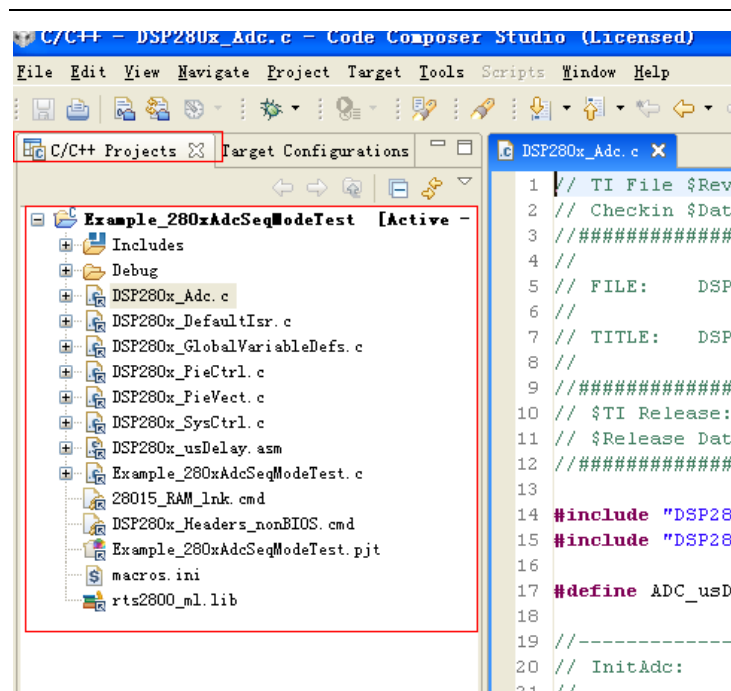 C/C++ - DSP280x_Adc.c - Code Composer Studio (Licensed)
File Edit View Navigate Project Target Tools Scripts Window Help
C/C++ Projects Target Configurations
DSP280x_Adc.c
Example_280xAdcSeqModeTest [Active -
Includes
Debug
DSP280x_Adc.c
DSP280x_DefaultIsr.c
DSP280x_GlobalVariableDefs.c
DSP280x_PieCtrl.c
DSP280x_PieVect.c
DSP280x_SysCtrl.c
DSP280x_usDelay.asm
Example_280xAdcSeqModeTest.c
28015_RAM_lnk.cmd
DSP280x_Headers_nonBIOS.cmd
Example_280xAdcSeqModeTest.pjt
macros.ini
rts2800_ml.lib
1 // TI File $Rev
2 // Checkin $Dat
3 //#############
4 //
5 // FILE: DSP
6 //
7 // TITLE: DSP
8 //
9 //#############
10 // $TI Release:
11 // $Release Dat
12 //#############
13
14 #include "DSP28
15 #include "DSP28
16
17 #define ADC_usD
18
19 //-------------
20 // InitAdc:
21 //